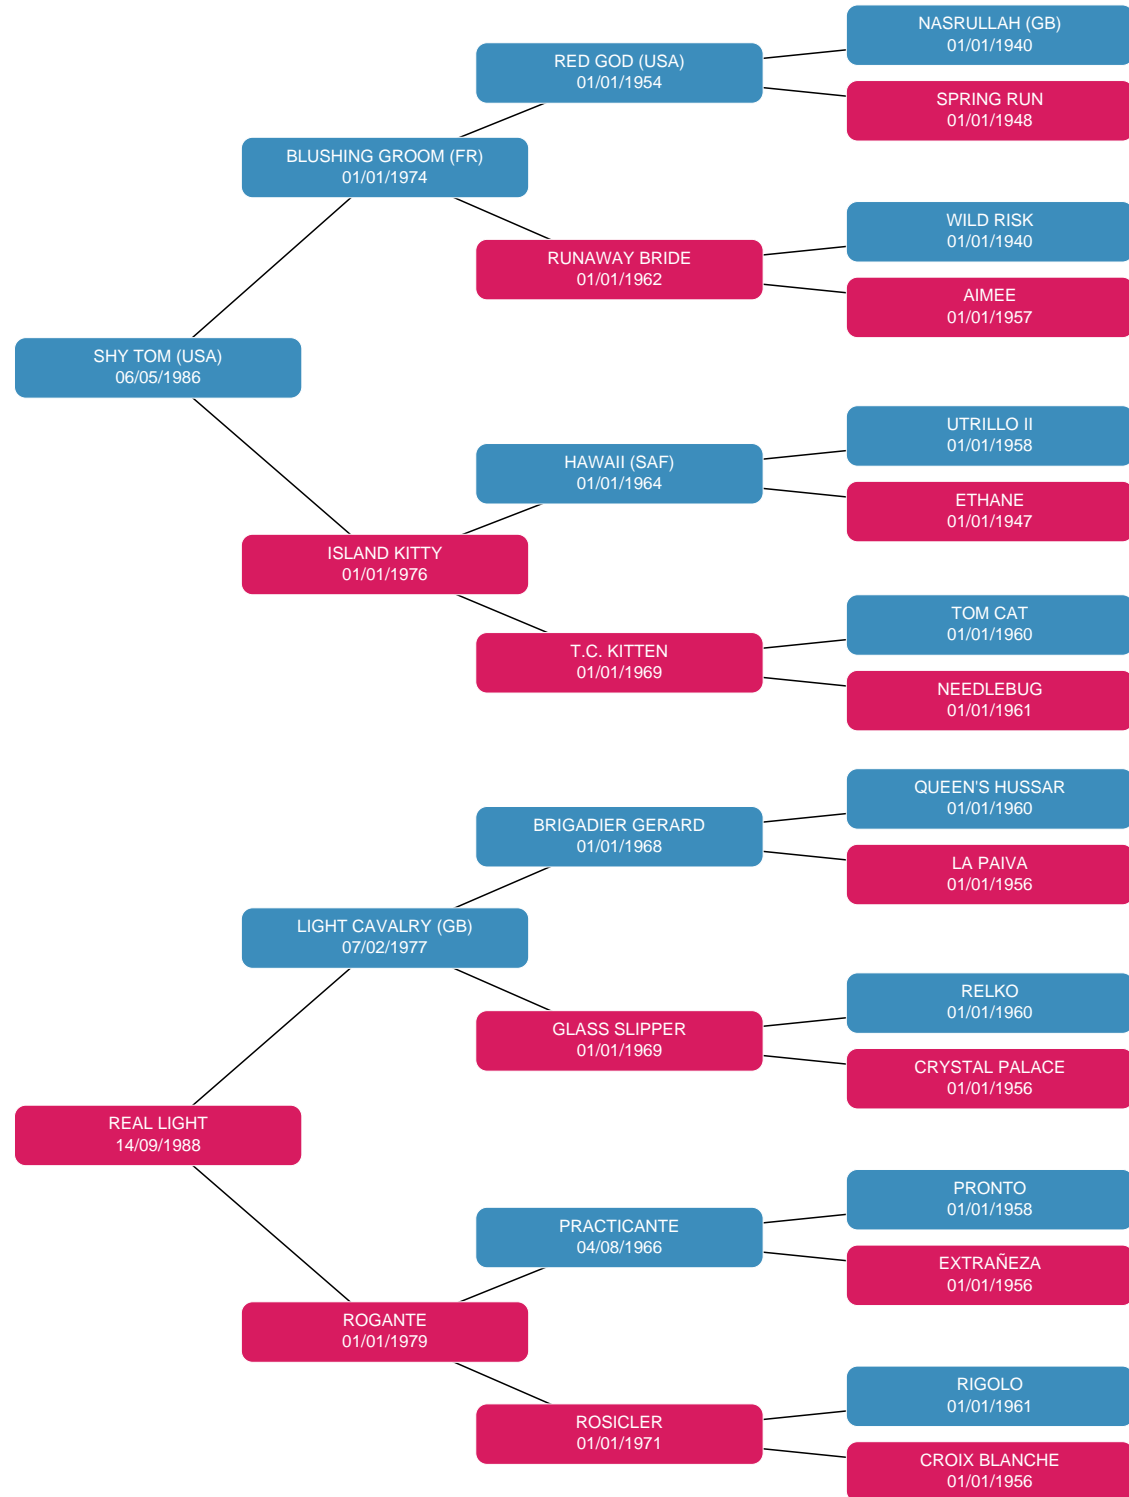 NASRULLAH (GB)
01/01/1940
RED GOD (USA)
01/01/1954
SPRING RUN
01/01/1948
BLUSHING GROOM (FR)
01/01/1974
WILD RISK
01/01/1940
RUNAWAY BRIDE
01/01/1962
AIMEE
01/01/1957
SHY TOM (USA)
06/05/1986
UTRILLO II
01/01/1958
HAWAII (SAF)
01/01/1964
ETHANE
01/01/1947
ISLAND KITTY
01/01/1976
TOM CAT
01/01/1960
T.C. KITTEN
01/01/1969
NEEDLEBUG
01/01/1961
QUEEN'S HUSSAR
01/01/1960
BRIGADIER GERARD
01/01/1968
LA PAIVA
01/01/1956
LIGHT CAVALRY (GB)
07/02/1977
RELKO
01/01/1960
GLASS SLIPPER
01/01/1969
CRYSTAL PALACE
01/01/1956
REAL LIGHT
14/09/1988
PRONTO
01/01/1958
PRACTICANTE
04/08/1966
EXTRAÑEZA
01/01/1956
ROGANTE
01/01/1979
RIGOLO
01/01/1961
ROSICLER
01/01/1971
CROIX BLANCHE
01/01/1956